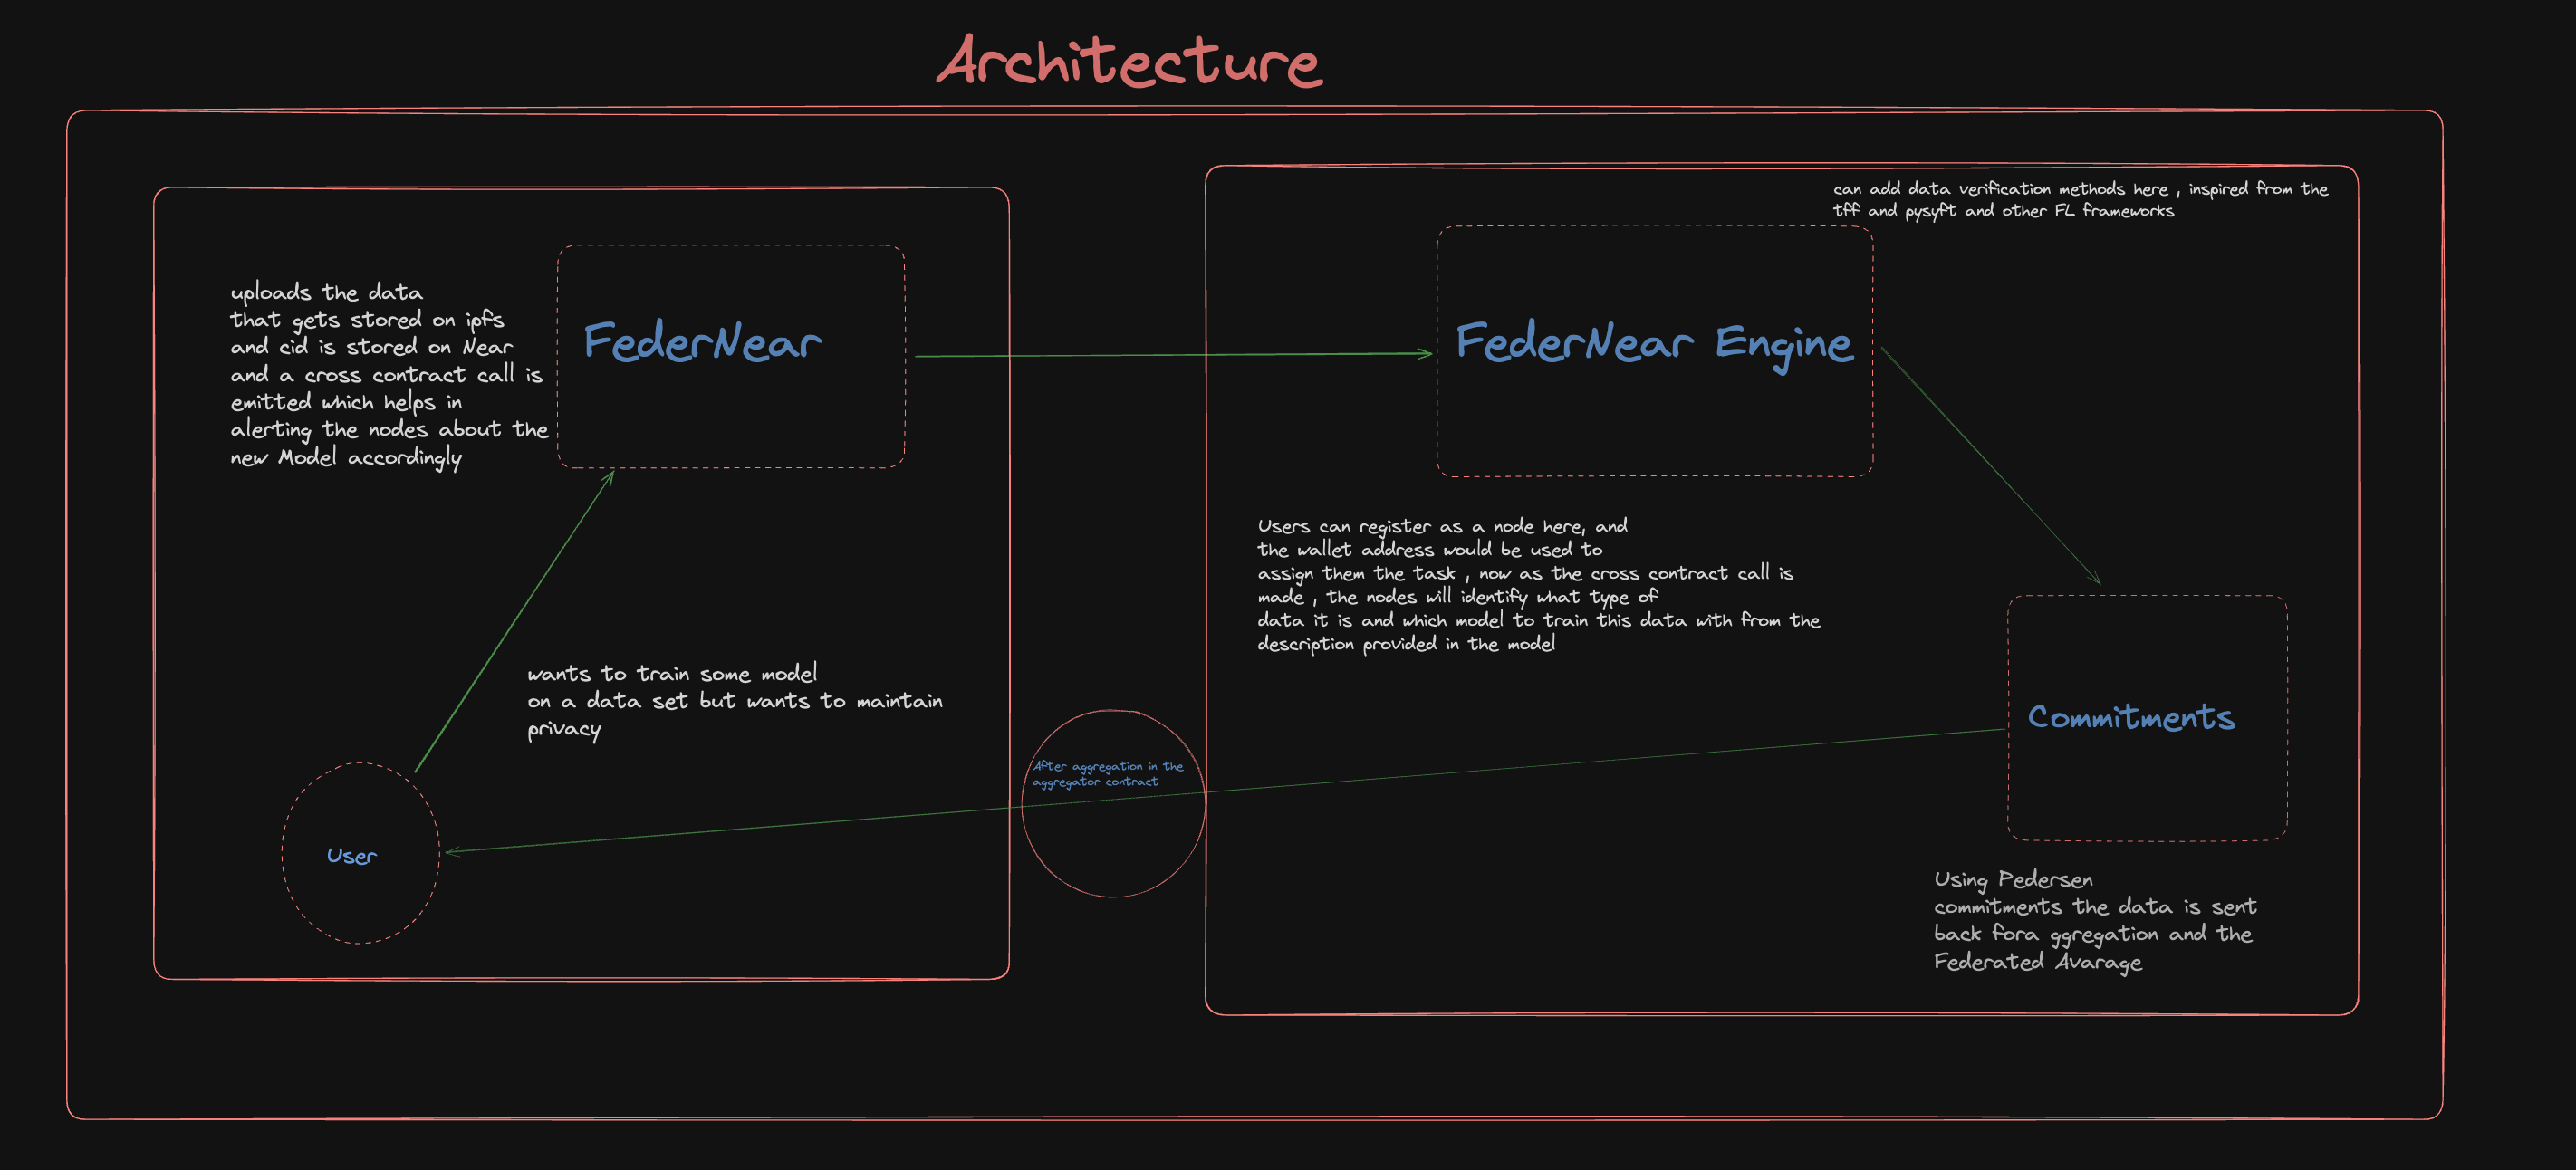 Architecture
uploads the data
that gets stored on ipfs
and cid is stored on Near
and a cross contract call is
emitted which helps in
alerting the nodes about the
new Model accordingly
FederNear
wants to train some model
on a data set but wants to maintain
privacy
User
After aggregation in the
aggregator contract
can add data verification methods here , inspired from the
tff and pysyft and other FL frameworks
FederNear Engine
Users can register as a node here, and
the wallet address would be used to
assign them the task , now as the cross contract call is
made , the nodes will identify what type of
data it is and which model to train this data with from the
description provided in the model
Commitments
Using Pedersen
commitments the data is sent
back fora ggregation and the
Federated Avarage